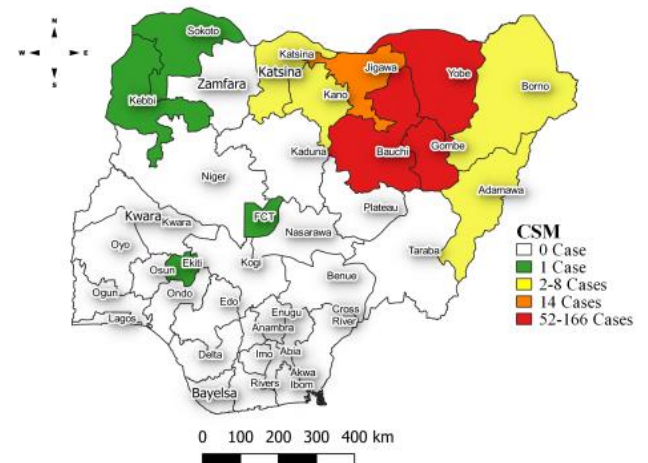 N
W E
S
Sokoto
Katsina
Katsina
Jigawa
Yobe
Zamfara
Kebbi
Kano
Borno
Kaduna
Bauchi
Gombe
Niger
Adamawa
Plateau
FCT
Kwara
Kwara
Nasarawa
Oyo
Taraba
Osun
Ekiti
Kogi
Benue
Ogun
Ondo
Edo
Lagos
Enugu
Cross
River
Anambra
Delta
Imo
Abia
Akwa
Ibom
Rivers
Bayelsa
CSM
0 Case
1 Case
2-8 Cases
14 Cases
52-166 Cases
0 100 200 300 400 km